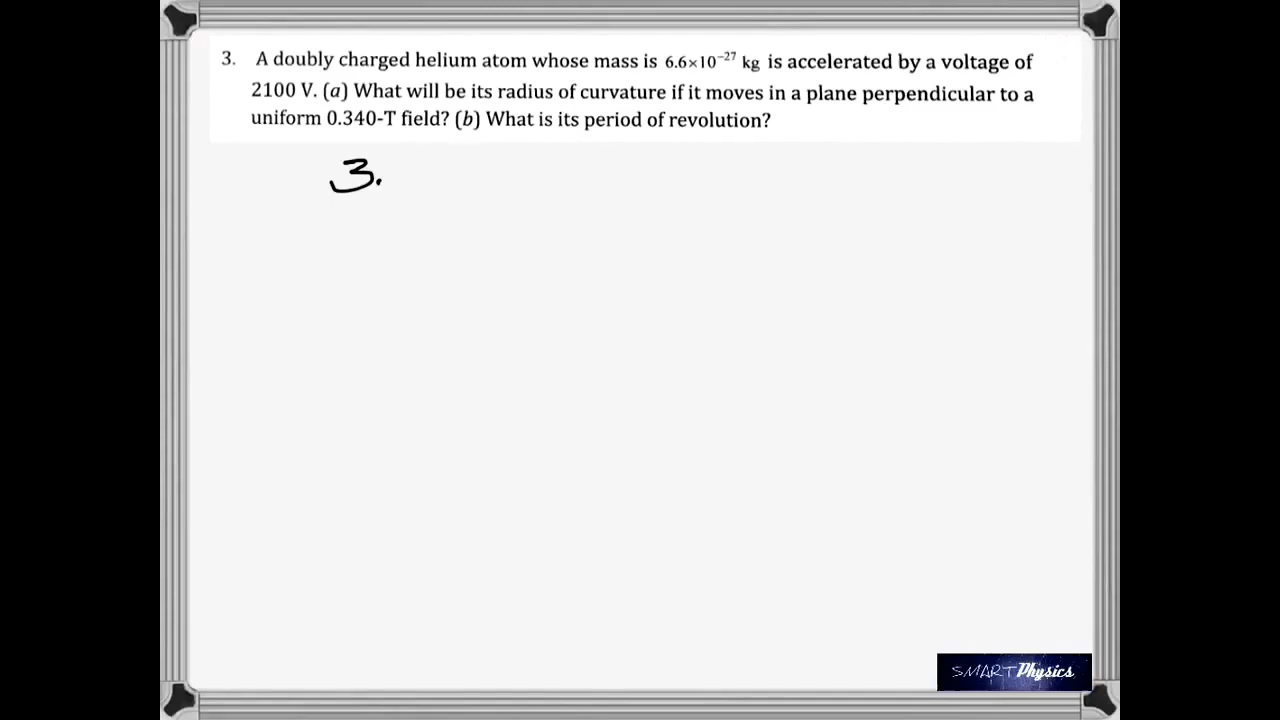 3. A doubly charged helium atom whose mass is 6.6×10⁻²⁷ kg is accelerated by a voltage of
2100 V. (a) What will be its radius of curvature if it moves in a plane perpendicular to a
uniform 0.340-T field? (b) What is its period of revolution?
3.
SMARTPhysics